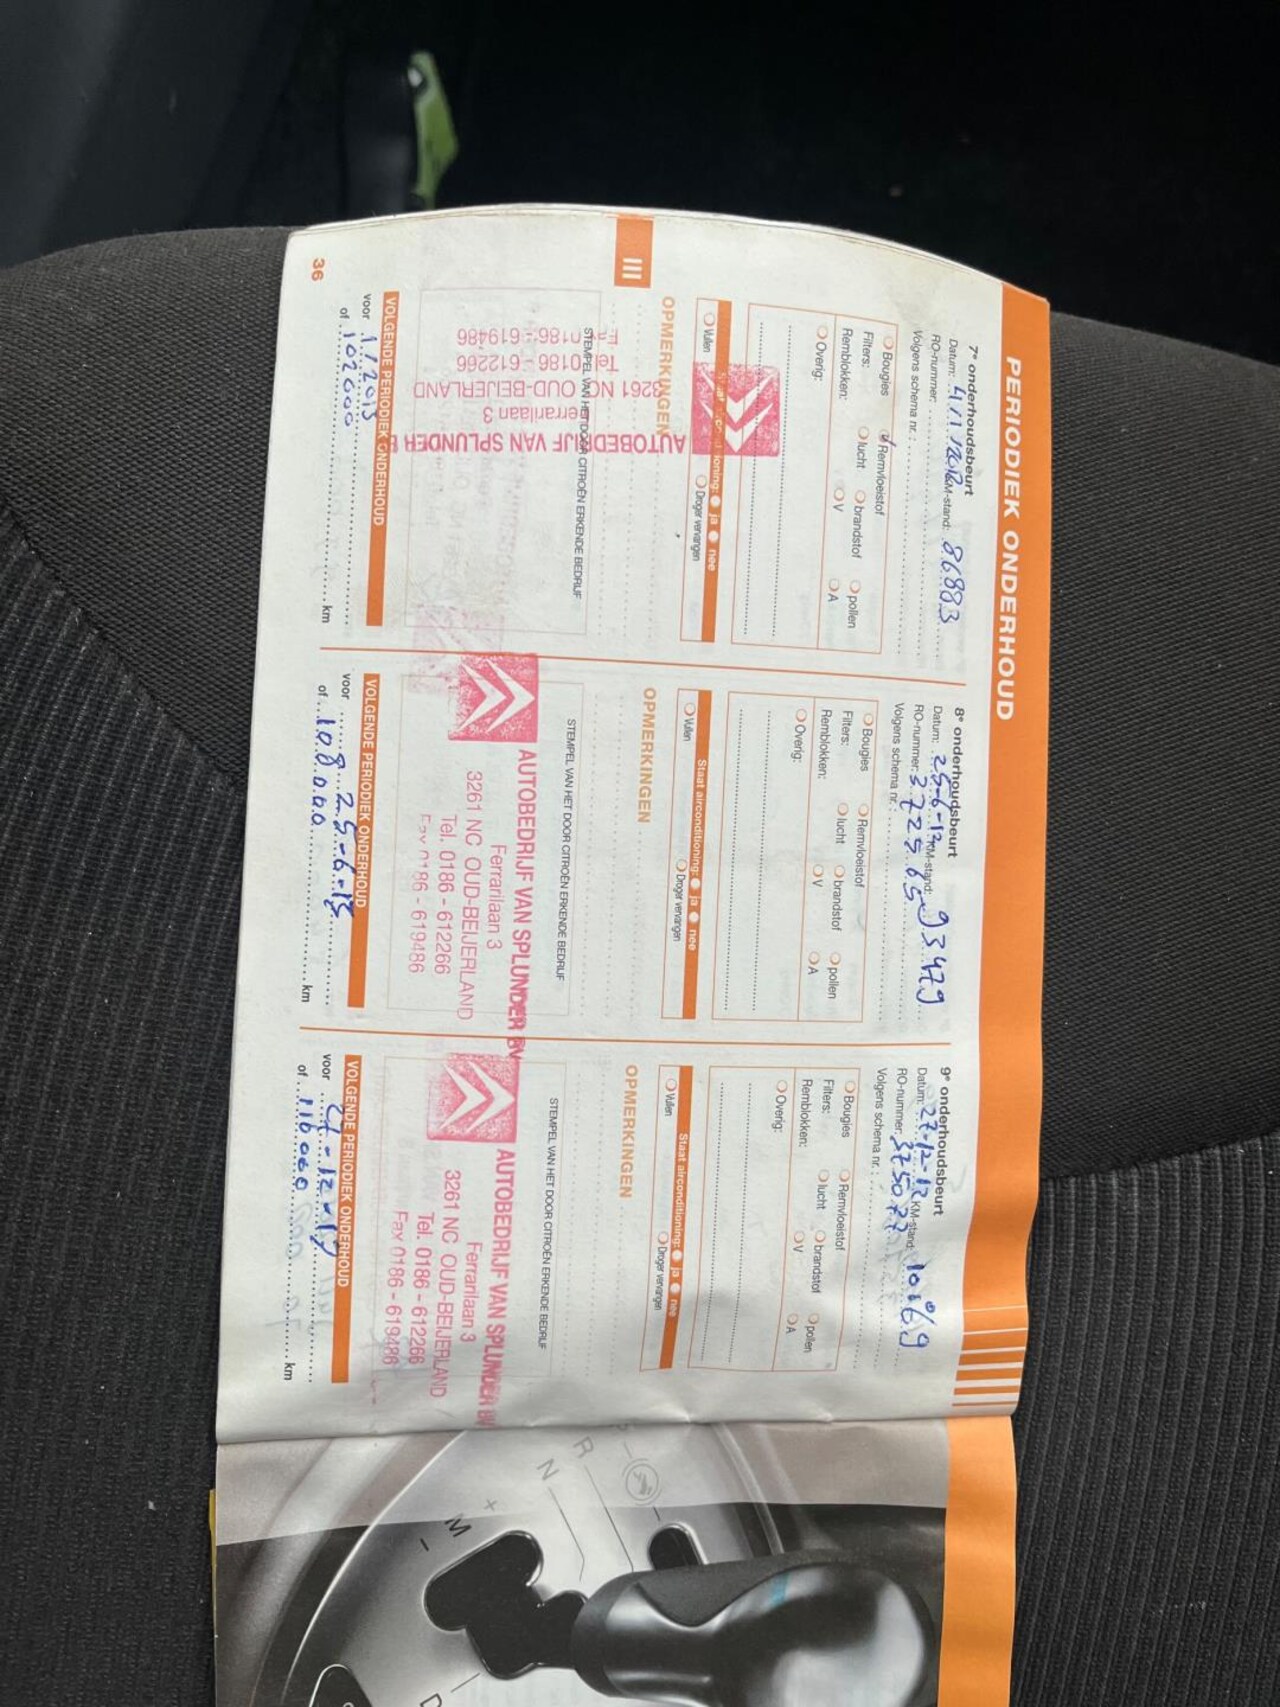 PERIODIEK ONDERHOUD
7e onderhoudsbeurt
Datum: 4/1/2012 KM-stand: 86883
RO-nummer:
Volgens schema nr.:
Bougies Remvloeistof
Filters: lucht brandstof pollen
Remblokken: V A
Overig:
Staat airconditioning: ja nee
Vullen Droger vervangen
OPMERKINGEN
STEMPEL VAN HET DOOR CITROËN ERKENDE BEDRIJF
AUTOBEDRIJF VAN SPLUNDER B
Ferrarilaan 3
3261 NC OUD-BEIJERLAND
Tel. 0186 - 612266
Fax 0186 - 619486
VOLGENDE PERIODIEK ONDERHOUD
voor 1/2013
of 102000 km
8e onderhoudsbeurt
Datum: 25-6-12 KM-stand: 93479
RO-nummer: 372565
Volgens schema nr.:
Bougies Remvloeistof
Filters: lucht brandstof pollen
Remblokken: V A
Overig:
Staat airconditioning: ja nee
Vullen Droger vervangen
OPMERKINGEN
STEMPEL VAN HET DOOR CITROËN ERKENDE BEDRIJF
AUTOBEDRIJF VAN SPLUNDER BV
Ferrarilaan 3
3261 NC OUD-BEIJERLAND
Tel. 0186 - 612266
Fax 0186 - 619486
VOLGENDE PERIODIEK ONDERHOUD
voor 25-6-13
of 108.000 km
9e onderhoudsbeurt
Datum: 27-12-12 KM-stand:
RO-nummer: 375073
Volgens schema nr.:
Bougies Remvloeistof
Filters: lucht brandstof pollen
Remblokken: V A
Overig:
Staat airconditioning: ja nee
Vullen Droger vervangen
OPMERKINGEN
STEMPEL VAN HET DOOR CITROËN ERKENDE BEDRIJF
AUTOBEDRIJF VAN SPLUNDER BV
Ferrarilaan 3
3261 NC OUD-BEIJERLAND
Tel. 0186 - 612266
Fax 0186 - 619486
VOLGENDE PERIODIEK ONDERHOUD
voor
of 116000 km
III
36
R
N
+
M
-
D